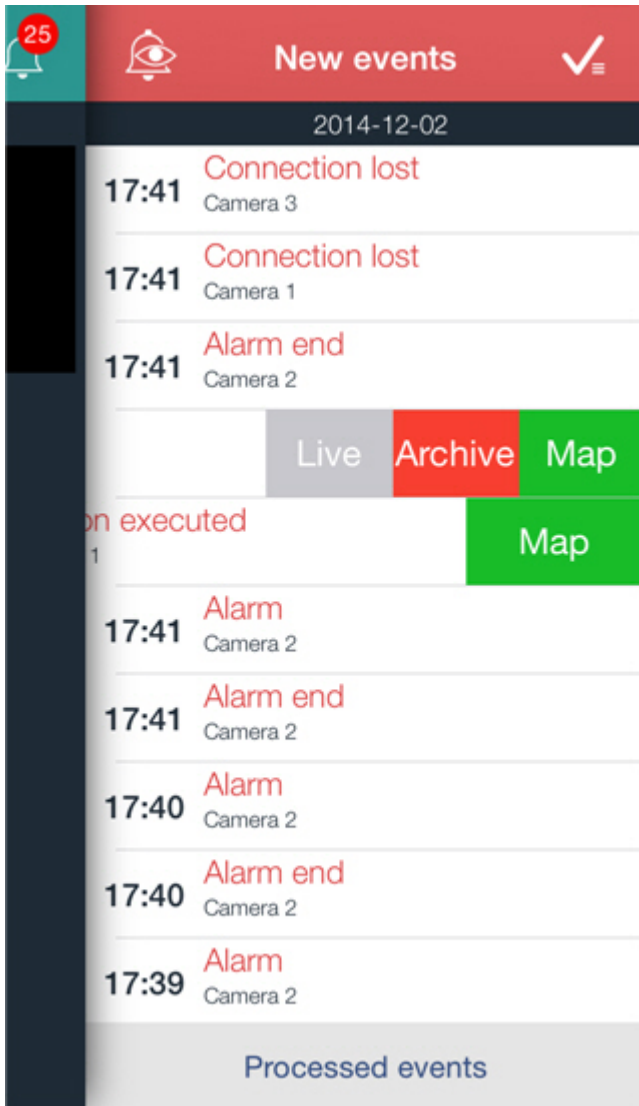 25
New events
2014-12-02
17:41 Connection lost
Camera 3
17:41 Connection lost
Camera 1
17:41 Alarm end
Camera 2
Live Archive Map
on executed
1
Map
17:41 Alarm
Camera 2
17:41 Alarm end
Camera 2
17:40 Alarm
Camera 2
17:40 Alarm end
Camera 2
17:39 Alarm
Camera 2
Processed events